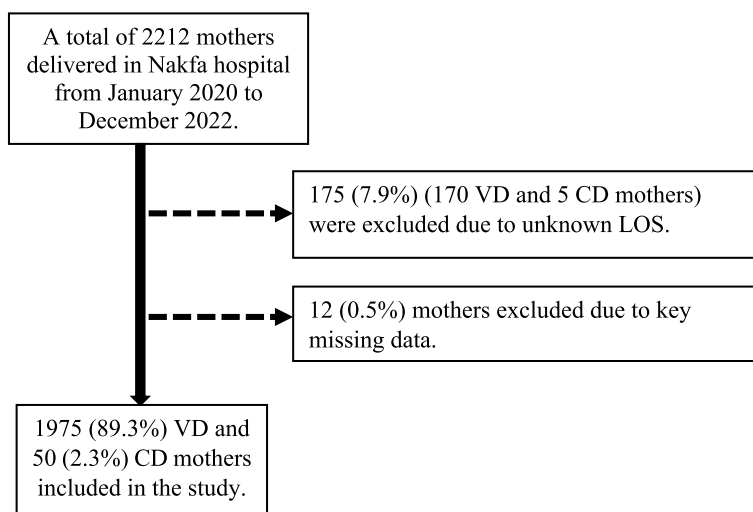 A total of 2212 mothers
delivered in Nakfa hospital
from January 2020 to
December 2022.
175 (7.9%) (170 VD and 5 CD mothers)
were excluded due to unknown LOS.
12 (0.5%) mothers excluded due to key
missing data.
1975 (89.3%) VD and
50 (2.3%) CD mothers
included in the study.